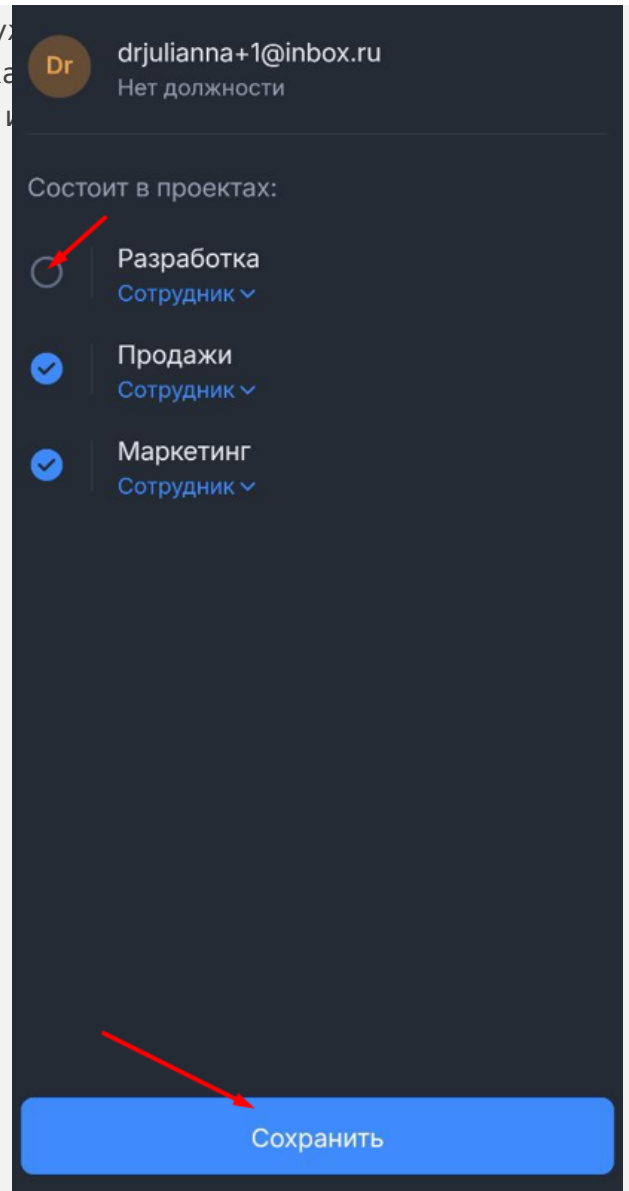 Dr
drjulianna+1@inbox.ru
Нет должности
Состоит в проектах:
Разработка
Сотрудник
Продажи
Сотрудник
Маркетинг
Сотрудник
Сохранить